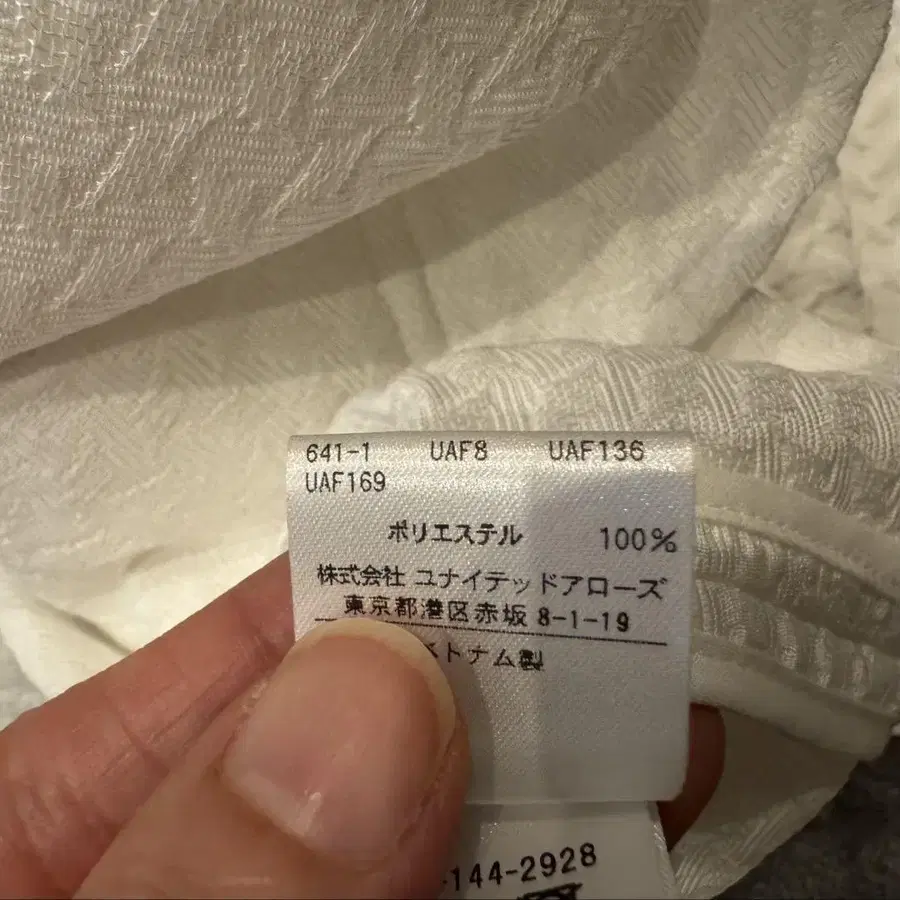 641-1 UAF8 UAF136
UAF169
ポリエステル 100%
株式会社 ユナイテッドアローズ
東京都港区赤坂 8-1-19
トナム製
-144-2928